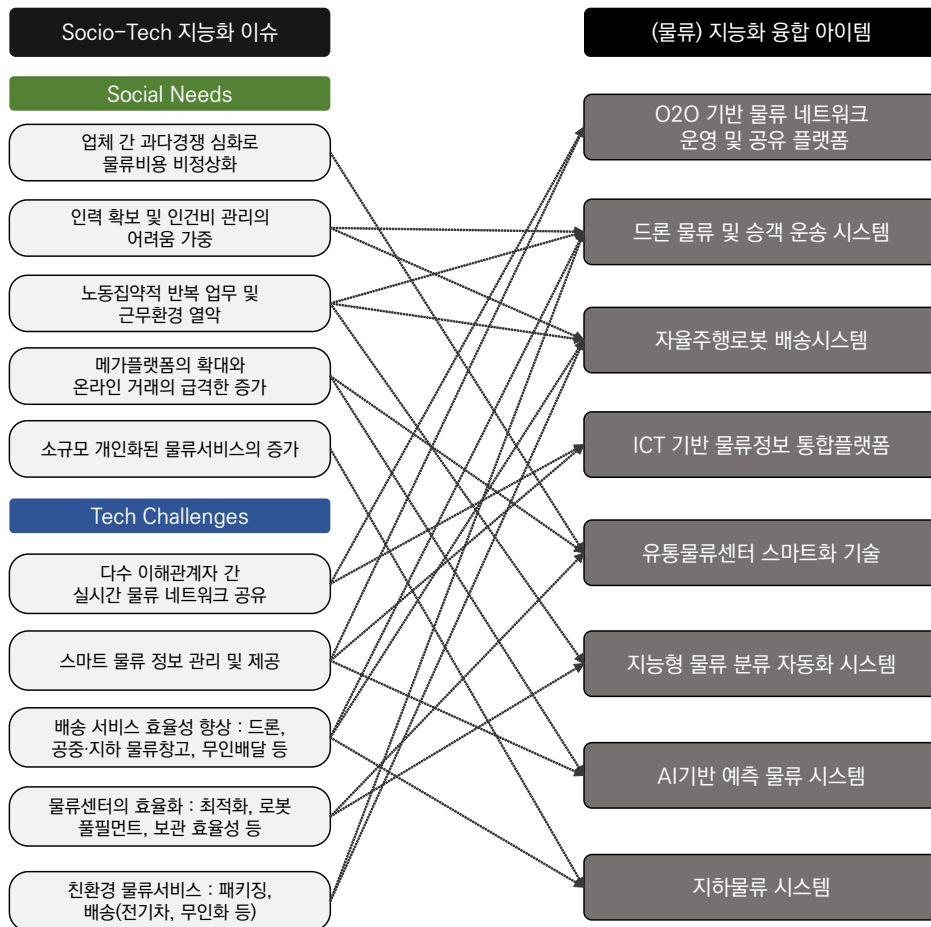 Socio-Tech 지능화 이슈
Social Needs
업체 간 과다경쟁 심화로
물류비용 비정상화
인력 확보 및 인건비 관리의
어려움 가중
노동집약적 반복 업무 및
근무환경 열악
메가플랫폼의 확대와
온라인 거래의 급격한 증가
소규모 개인화된 물류서비스의 증가
Tech Challenges
다수 이해관계자 간
실시간 물류 네트워크 공유
스마트 물류 정보 관리 및 제공
배송 서비스 효율성 향상 : 드론,
공중·지하 물류창고, 무인배달 등
물류센터의 효율화 : 최적화, 로봇
풀필먼트, 보관 효율성 등
친환경 물류서비스 : 패키징,
배송(전기차, 무인화 등)
(물류) 지능화 융합 아이템
O2O 기반 물류 네트워크
운영 및 공유 플랫폼
드론 물류 및 승객 운송 시스템
자율주행로봇 배송시스템
ICT 기반 물류정보 통합플랫폼
유통물류센터 스마트화 기술
지능형 물류 분류 자동화 시스템
AI기반 예측 물류 시스템
지하물류 시스템